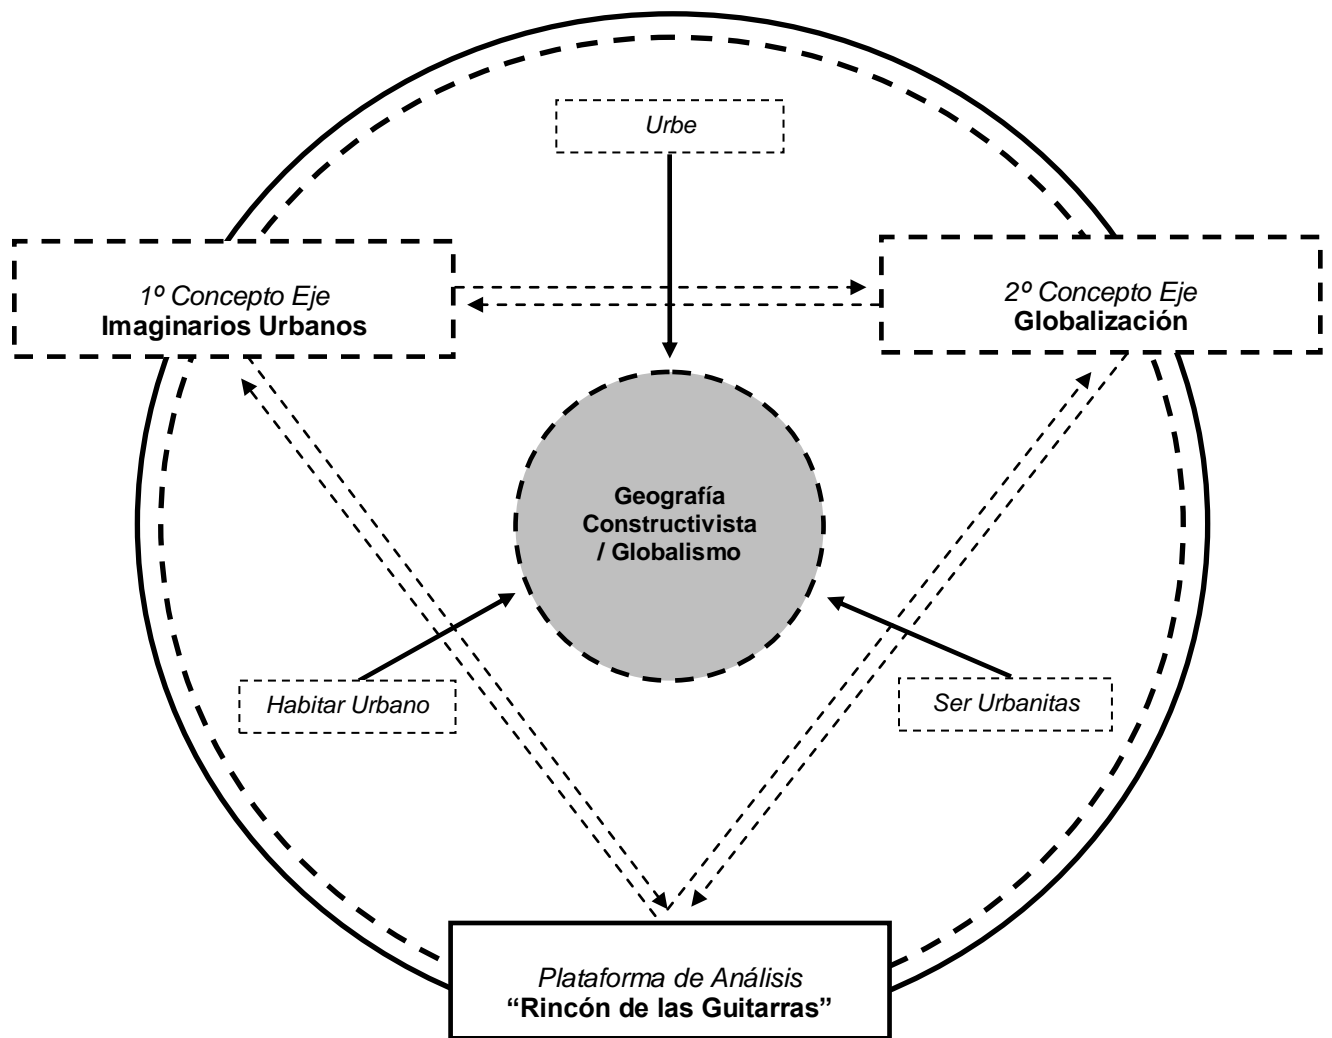 Urbe
1º Concepto Eje
Imaginarios Urbanos
2º Concepto Eje
Globalización
Geografía
Constructivista
/ Globalismo
Habitar Urbano
Ser Urbanitas
Plataforma de Análisis
“Rincón de las Guitarras”